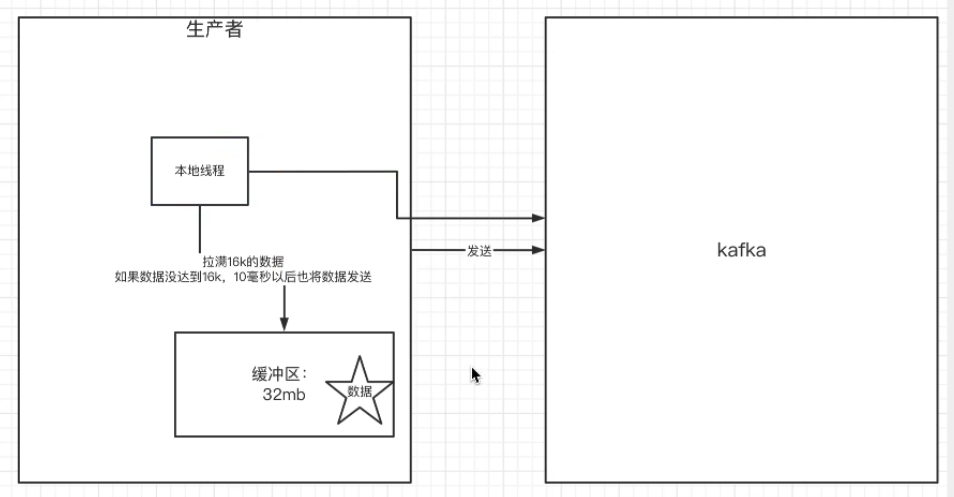 生产者
本地线程
拉满16k的数据
如果数据没达到16k，10毫秒以后也将数据发送
发送
kafka
缓冲区：
32mb
数据